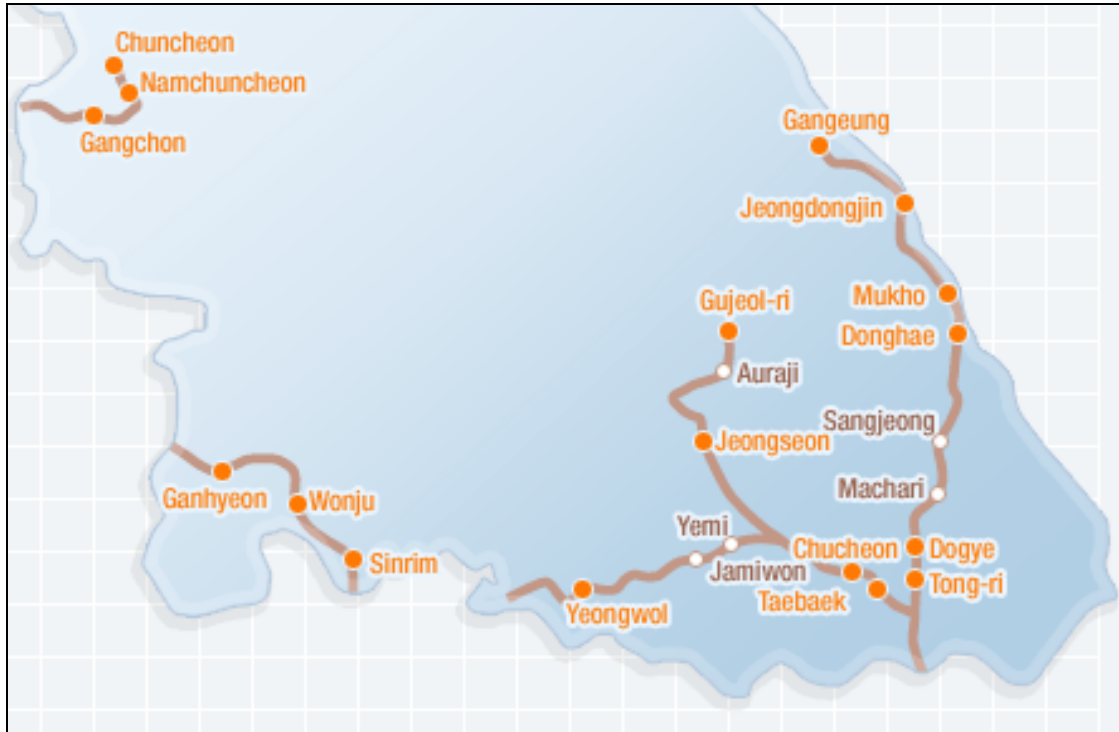 Chuncheon
Namchuncheon
Gangchon
Gangeung
Jeongdongjin
Mukho
Gujeol-ri
Donghae
Auraji
Sangjeong
Jeongseon
Machari
Ganhyeon
Wonju
Yemi
Chucheon
Dogye
Sinrim
Jamiwon
Tong-ri
Taebaek
Yeongwol